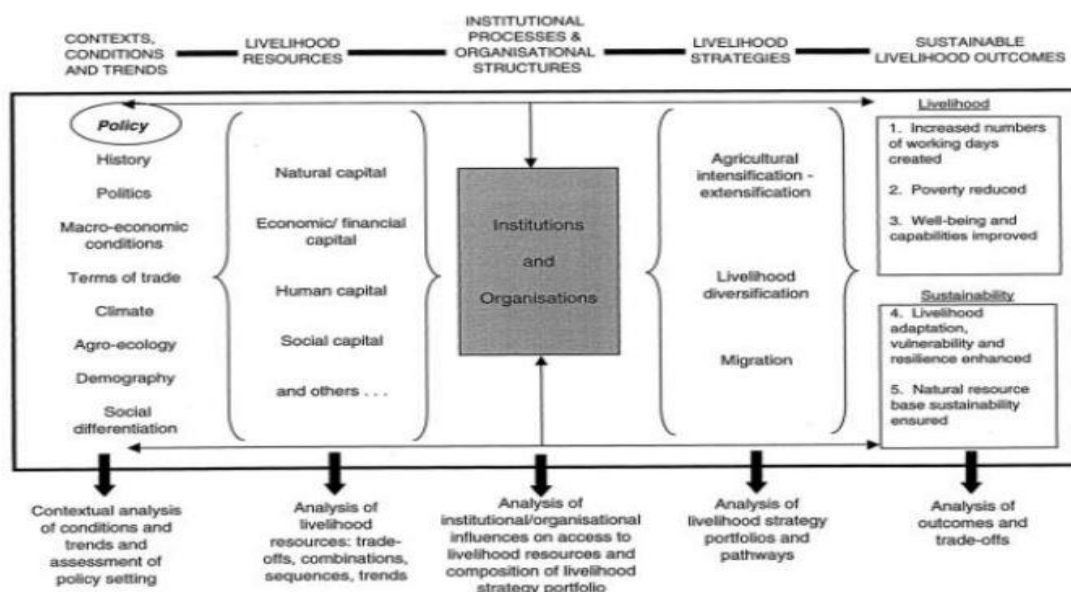 CONTEXTS,
CONDITIONS
AND TRENDS
LIVELIHOOD
RESOURCES
INSTITUTIONAL
PROCESSES &
ORGANISATIONAL
STRUCTURES
LIVELIHOOD
STRATEGIES
SUSTAINABLE
LIVELIHOOD OUTCOMES
Policy
History
Politics
Macro-economic
conditions
Terms of trade
Climate
Agro-ecology
Demography
Social
differentiation
Natural capital
Economic/ financial
capital
Human capital
Social capital
and others . . .
Institutions
and
Organisations
Agricultural
intensification -
extensification
Livelihood
diversification
Migration
Livelihood
1. Increased numbers
of working days
created
2. Poverty reduced
3. Well-being and
capabilities improved
Sustainability
4. Livelihood
adaptation,
vulnerability and
resilience enhanced
5. Natural resource
base sustainability
ensured
Contextual analysis
of conditions and
trends and
assessment of
policy setting
Analysis of
livelihood
resources: trade-
offs, combinations,
sequences, trends
Analysis of
institutional/organisational
influences on access to
livelihood resources and
composition of livelihood
strategy portfolio
Analysis of
livelihood strategy
portfolios and
pathways
Analysis of
outcomes and
trade-offs